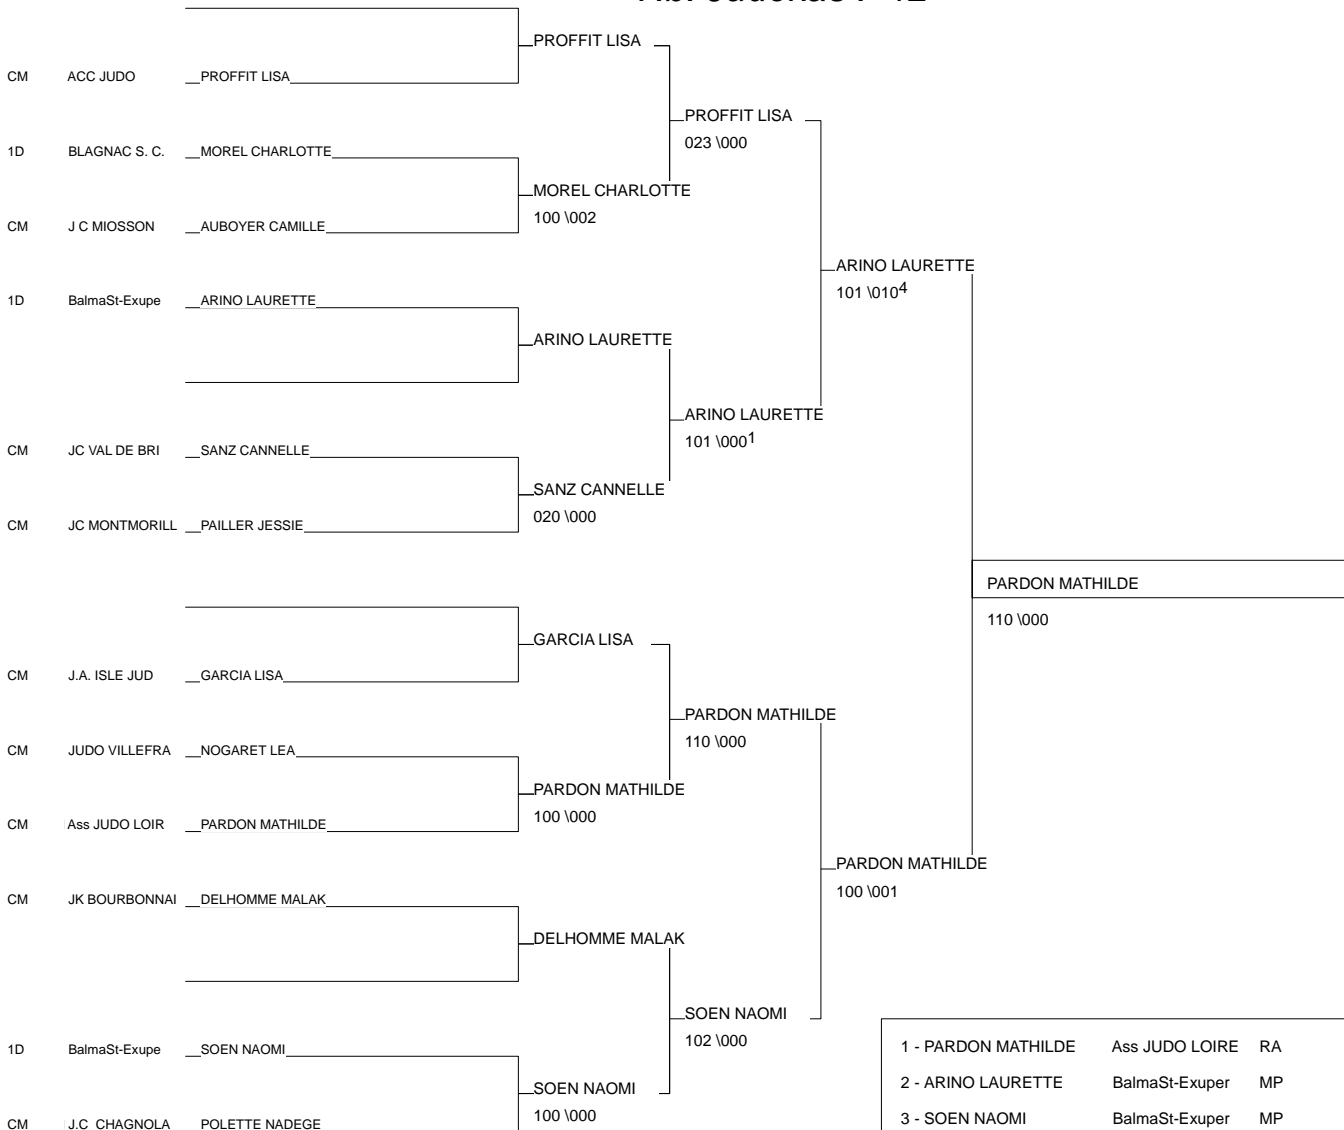 PROFFIT LISA
CM ACC JUDO PROFFIT LISA
PROFFIT LISA
023 \000
1D BLAGNAC S. C. MOREL CHARLOTTE
MOREL CHARLOTTE
100 \002
CM J C MIOSSON AUBOYER CAMILLE
ARINO LAURETTE
101 \010 4
1D BalmaSt-Exupe ARINO LAURETTE
ARINO LAURETTE
ARINO LAURETTE
101 \000 1
CM JC VAL DE BRI SANZ CANNELLE
SANZ CANNELLE
020 \000
CM JC MONTMORILL PAILLER JESSIE
PARDON MATHILDE
110 \000
GARCIA LISA
CM J.A. ISLE JUD GARCIA LISA
PARDON MATHILDE
110 \000
CM JUDO VILLEFRA NOGARET LEA
PARDON MATHILDE
100 \000
CM Ass JUDO LOIR PARDON MATHILDE
PARDON MATHILDE
100 \001
CM JK BOURBONNAI DELHOMME MALAK
DELHOMME MALAK
SOEN NAOMI
102 \000
1D BalmaSt-Exupe SOEN NAOMI
SOEN NAOMI
100 \000
CM J.C CHAGNOLA POLETTE NADEGE
1 - PARDON MATHILDE Ass JUDO LOIRE RA
2 - ARINO LAURETTE BalmaSt-Exuper MP
3 - SOEN NAOMI BalmaSt-Exuper MP